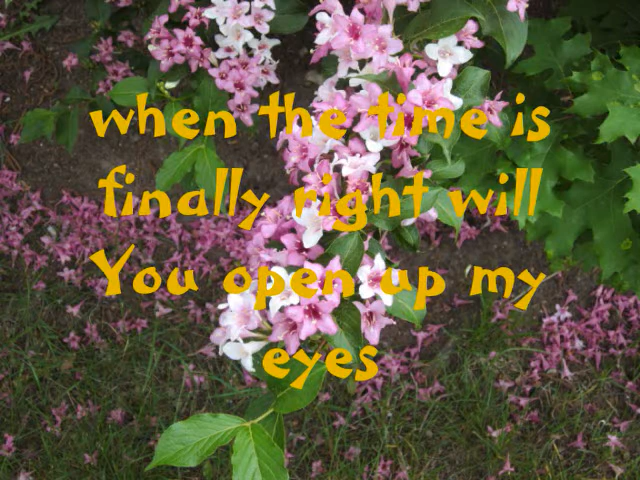 when the time is
finally right will
You open up my
eyes